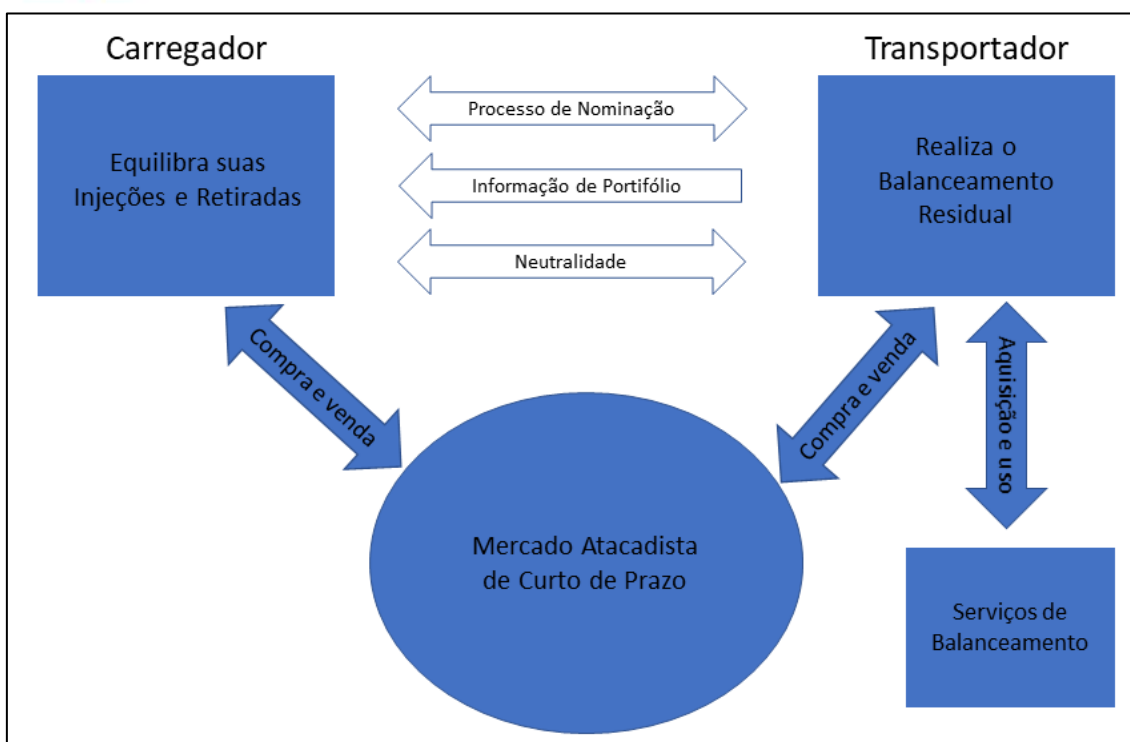 Carregador
Transportador
Equilibra suas
Injeções e Retiradas
Processo de Nominação
Informação de Portifólio
Neutralidade
Realiza o
Balanceamento
Residual
Compra e venda
Compra e venda
Aquisição e uso
Mercado Atacadista
de Curto de Prazo
Serviços de
Balanceamento